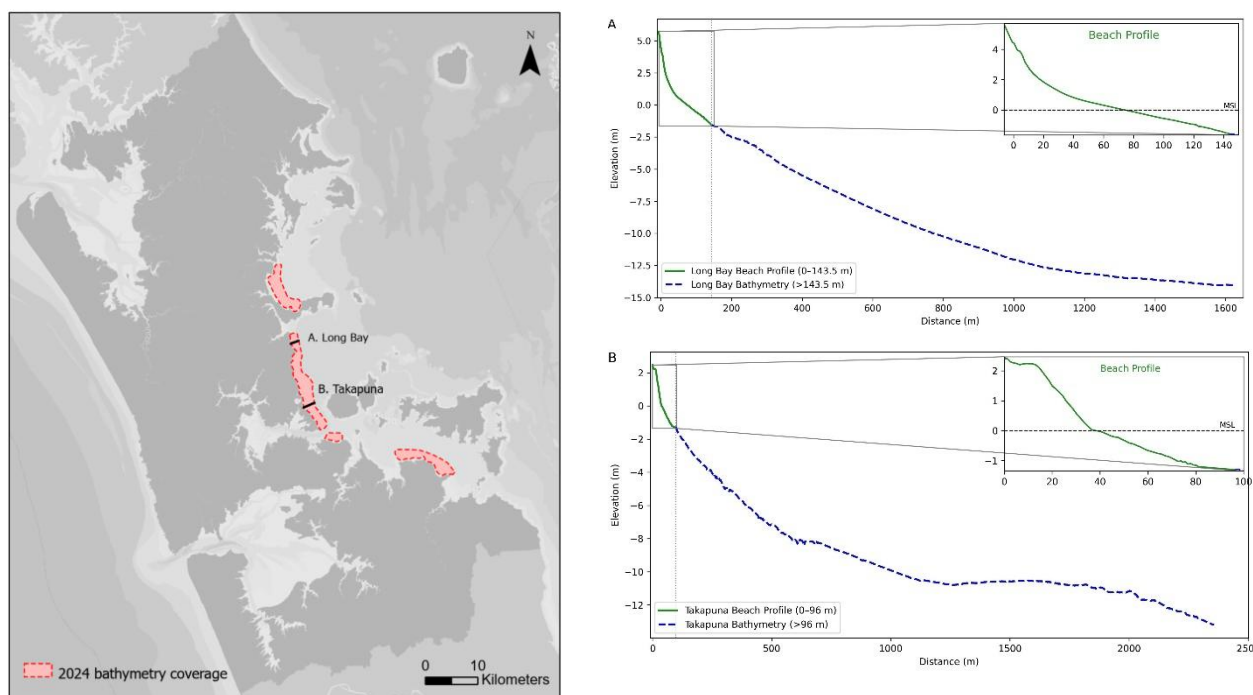 N
A. Long Bay
B. Takapuna
2024 bathymetry coverage
0 10
Kilometers
A
Beach Profile
MSL
4
2
0
0 20 40 60 80 100 120 140
5.0
2.5
0.0
-2.5
-5.0
-7.5
-10.0
-12.5
-15.0
Elevation (m)
Long Bay Beach Profile (0–143.5 m)
Long Bay Bathymetry (>143.5 m)
0 200 400 600 800 1000 1200 1400 1600
Distance (m)
B
Beach Profile
MSL
2
1
0
−1
0 20 40 60 80 100
2
0
−2
−4
−6
−8
−10
−12
Elevation (m)
Takapuna Beach Profile (0–96 m)
Takapuna Bathymetry (>96 m)
0 500 1000 1500 2000 250
Distance (m)